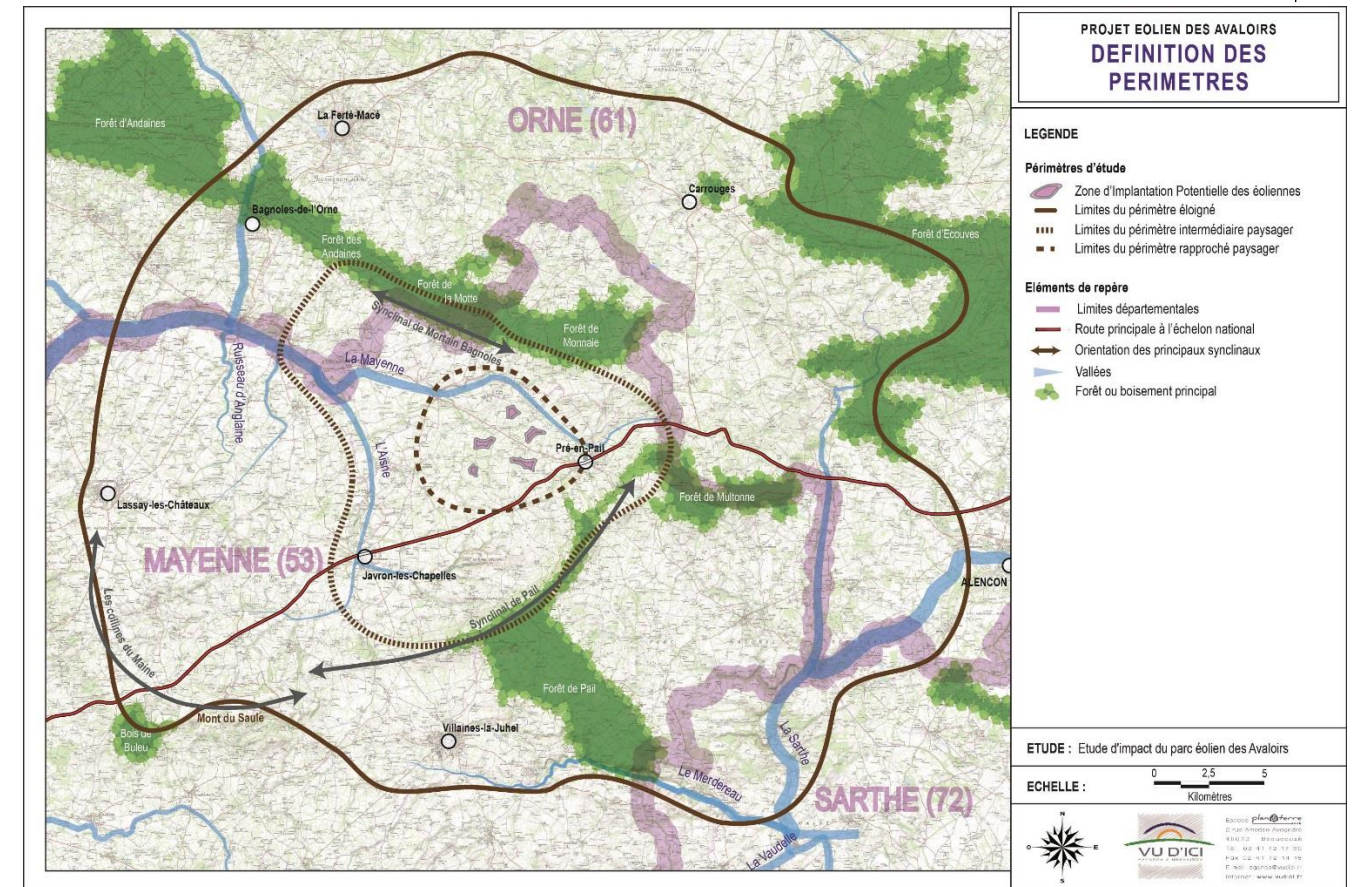 PROJET EOLIEN DES AVALOIRS
DEFINITION DES
PERIMETRES
LEGENDE
Périmètres d'étude
Zone d'Implantation Potentielle des éoliennes
Limites du périmètre éloigné
Limites du périmètre intermédiaire paysager
Limites du périmètre rapproché paysager
Eléments de repère
Limites départementales
Route principale à l'échelon national
Orientation des principaux synclinaux
Vallées
Forêt ou boisement principal
ETUDE : Etude d'impact du parc éolien des Avaloirs
ECHELLE :
0 2,5 5
Kilomètres
N
O
E
S
VU D'ICI
Forêt d'Andaines
La Ferté-Macé
ORNE (61)
Carrouges
Bagnoles-de-l'Orne
Forêt des
Andaines
Forêt d'Ecouves
Forêt de
la Motte
Synclinal de Mortain Bagnoles
Forêt de
Monnaie
La Mayenne
Ruisseau d'Anglaine
L'Aisne
Pré-en-Pail
Lassay-les-Châteaux
Forêt de Multonne
MAYENNE (53)
Javron-les-Chapelles
ALENCON
Les collines du Maine
Synclinal de Pail
Forêt de Pail
Mont du Saule
Bois de
Buleu
Villaines-la-Juhel
La Sarthe
Le Merdereau
SARTHE (72)
La Vaudelle